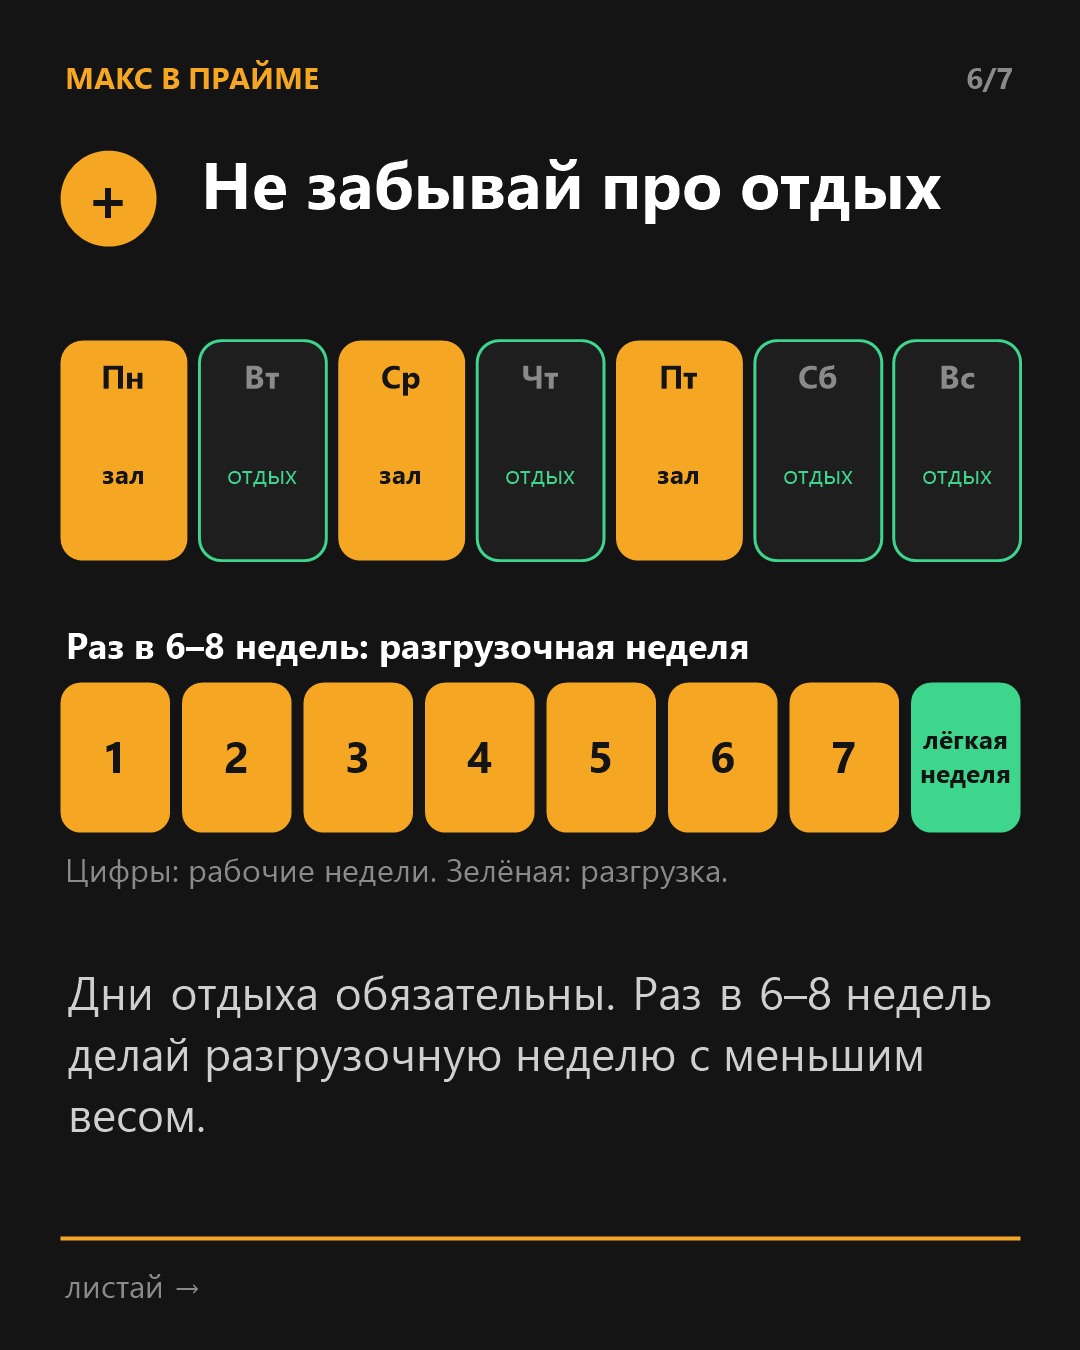 МАКС В ПРАЙМЕ
6/7
+ Не забывай про отдых
Пн Вт Ср Чт Пт Сб Вс
зал отдых зал отдых зал отдых отдых
Раз в 6–8 недель: разгрузочная неделя
1 2 3 4 5 6 7 лёгкая неделя
Цифры: рабочие недели. Зелёная: разгрузка.
Дни отдыха обязательны. Раз в 6–8 недель
делай разгрузочную неделю с меньшим
весом.
листай →